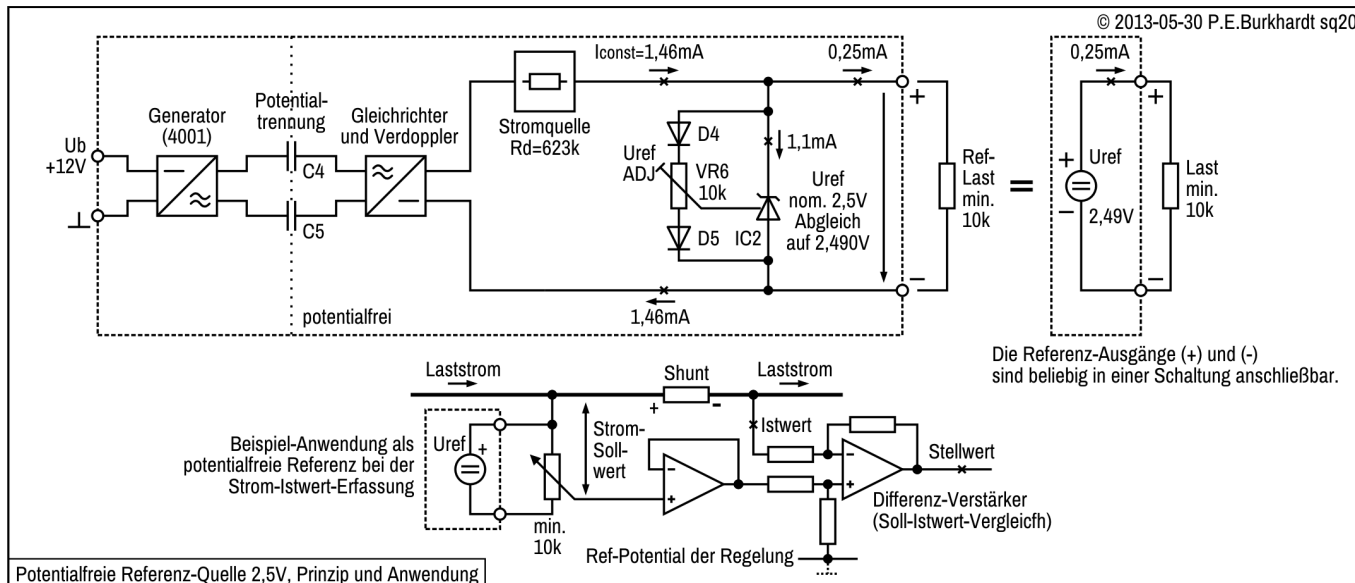 © 2013-05-30 P.E.Burkhardt sq20
Ub
+12V
Generator
(4001)
Potential-
trennung
C4
C5
Gleichrichter
und Verdoppler
Stromquelle
Rd=623k
Iconst=1,46mA
0,25mA
D4
Uref
ADJ
VR6
10k
D5
IC2
1,1mA
Uref
nom. 2,5V
Abgleich
auf 2,490V
+
−
Ref-
Last
min.
10k
=
0,25mA
+
Uref
−
2,49V
+
−
Last
min.
10k
1,46mA
potentialfrei
Die Referenz-Ausgänge (+) und (-)
sind beliebig in einer Schaltung anschließbar.
Laststrom
Shunt
Laststrom
+
-
Beispiel-Anwendung als
potentialfreie Referenz bei der
Strom-Istwert-Erfassung
Uref
+
min.
10k
Strom-
Soll-
wert
−
+
Istwert
−
+
Stellwert
Differenz-Verstärker
(Soll-Istwert-Vergleicfh)
Ref-Potential der Regelung
Potentialfreie Referenz-Quelle 2,5V, Prinzip und Anwendung